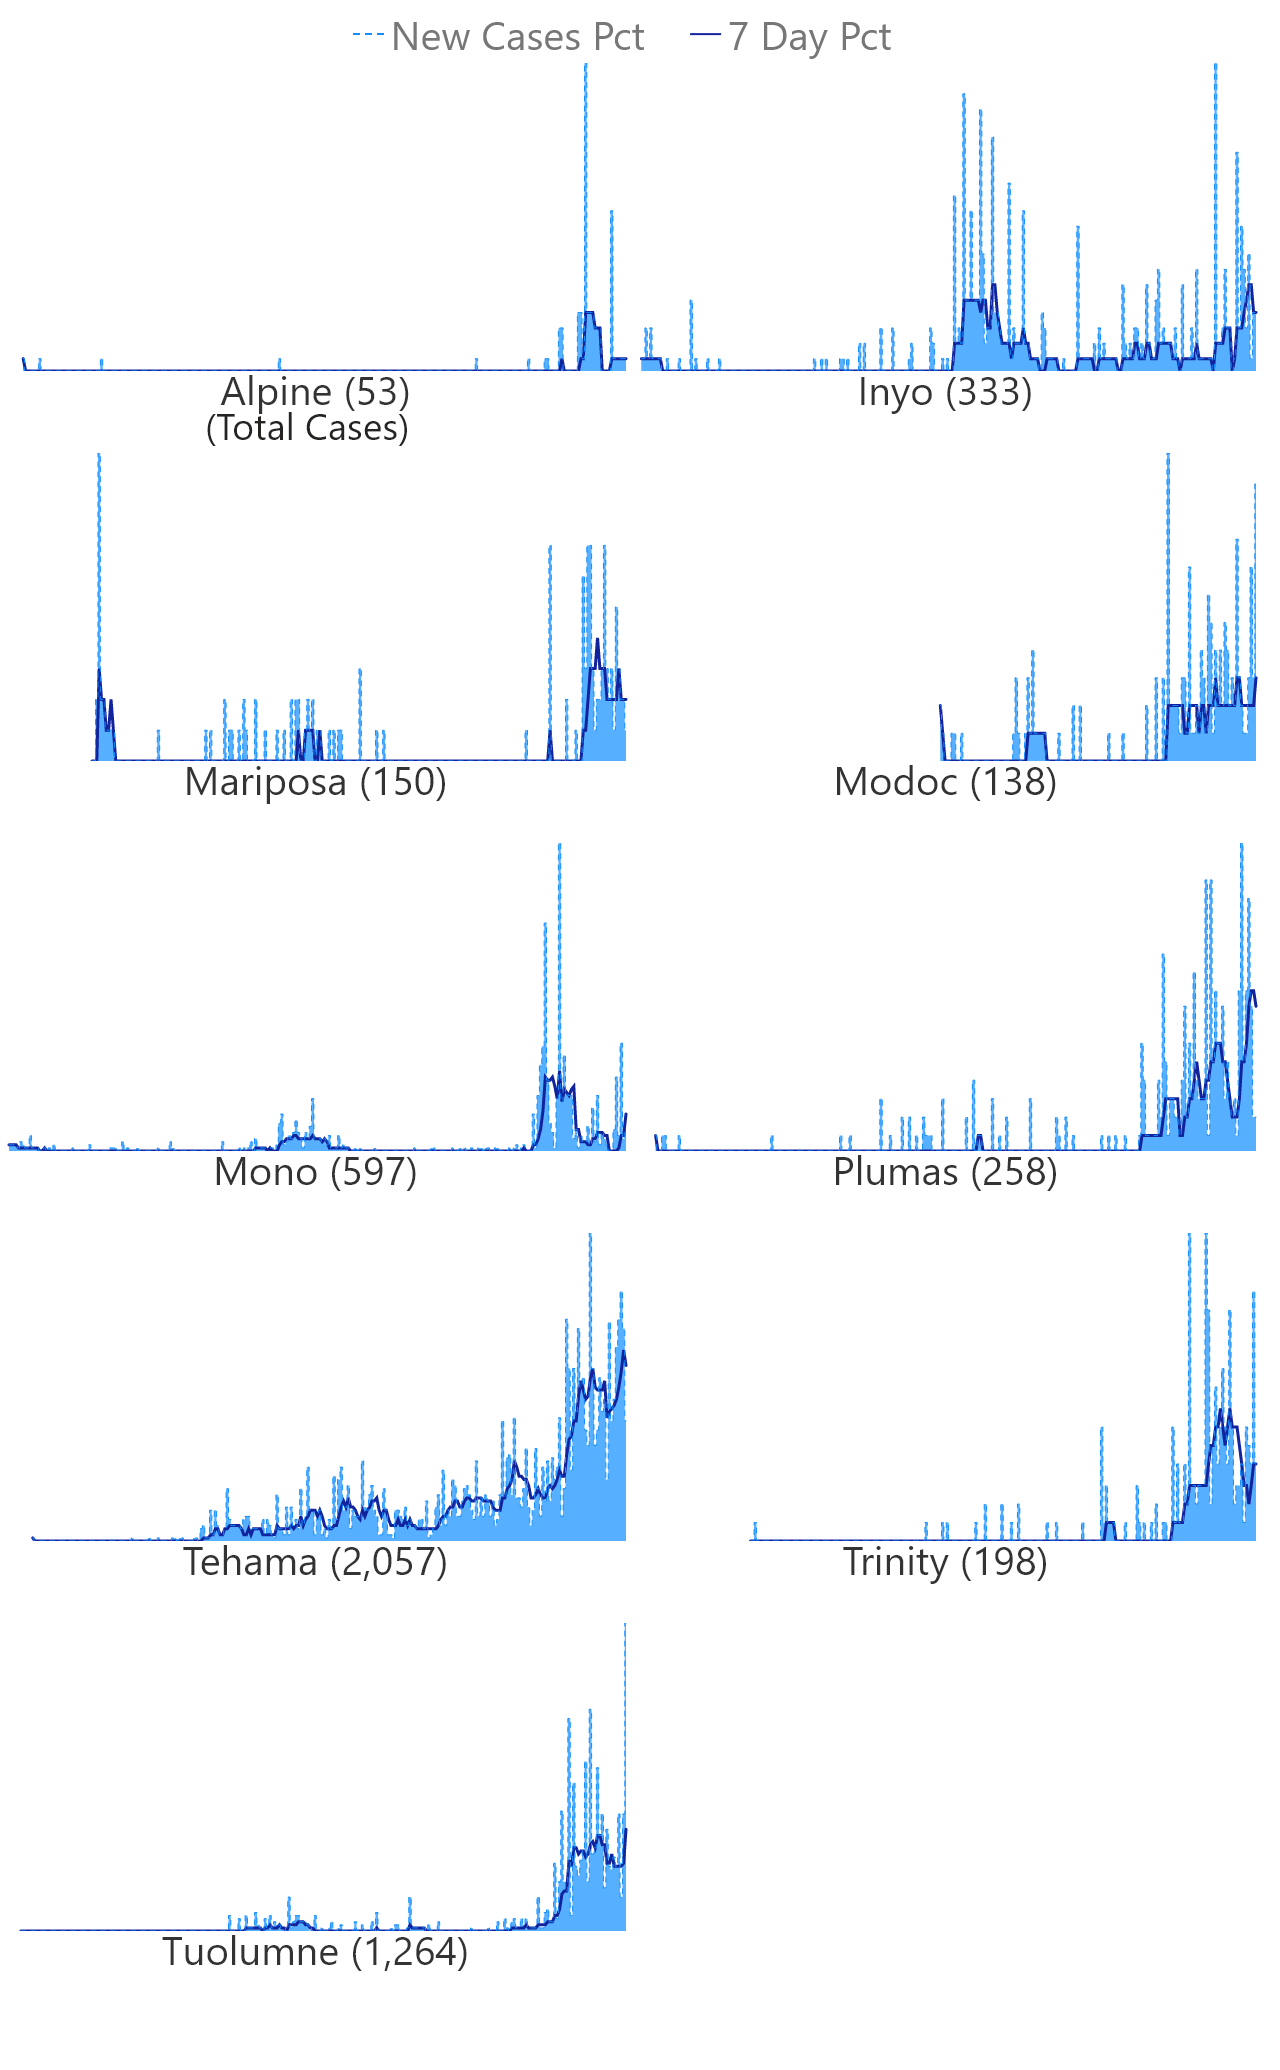 New Cases Pct 7 Day Pct
Alpine (53)
(Total Cases)
Inyo (333)
Mariposa (150)
Modoc (138)
Mono (597)
Plumas (258)
Tehama (2,057)
Trinity (198)
Tuolumne (1,264)